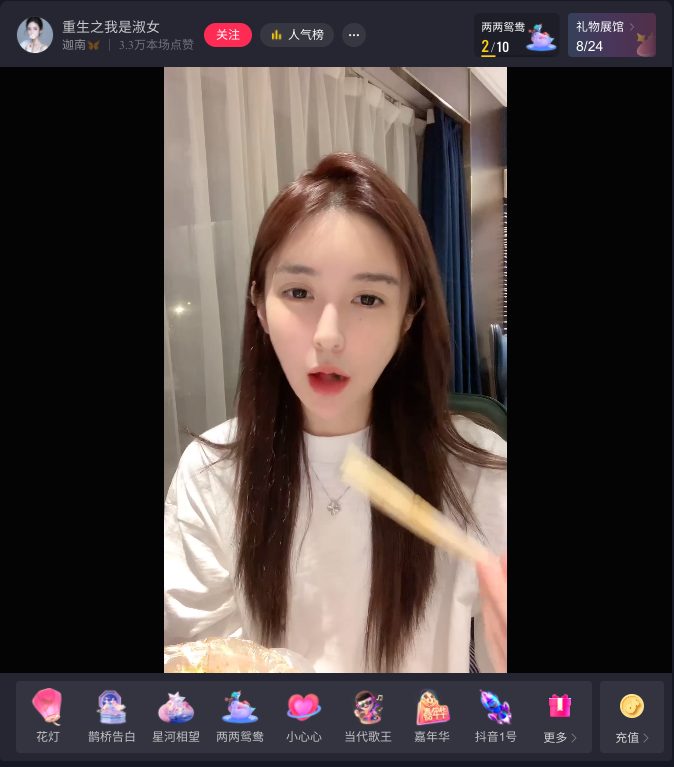 重生之我是淑女
迦南 | 3.3万本场点赞
关注
人气榜
两两鸳鸯
2/10
礼物展馆
8/24
花灯
鹊桥告白
星河相望
两两鸳鸯
小心心
当代歌王
嘉年华
抖音1号
更多
充值